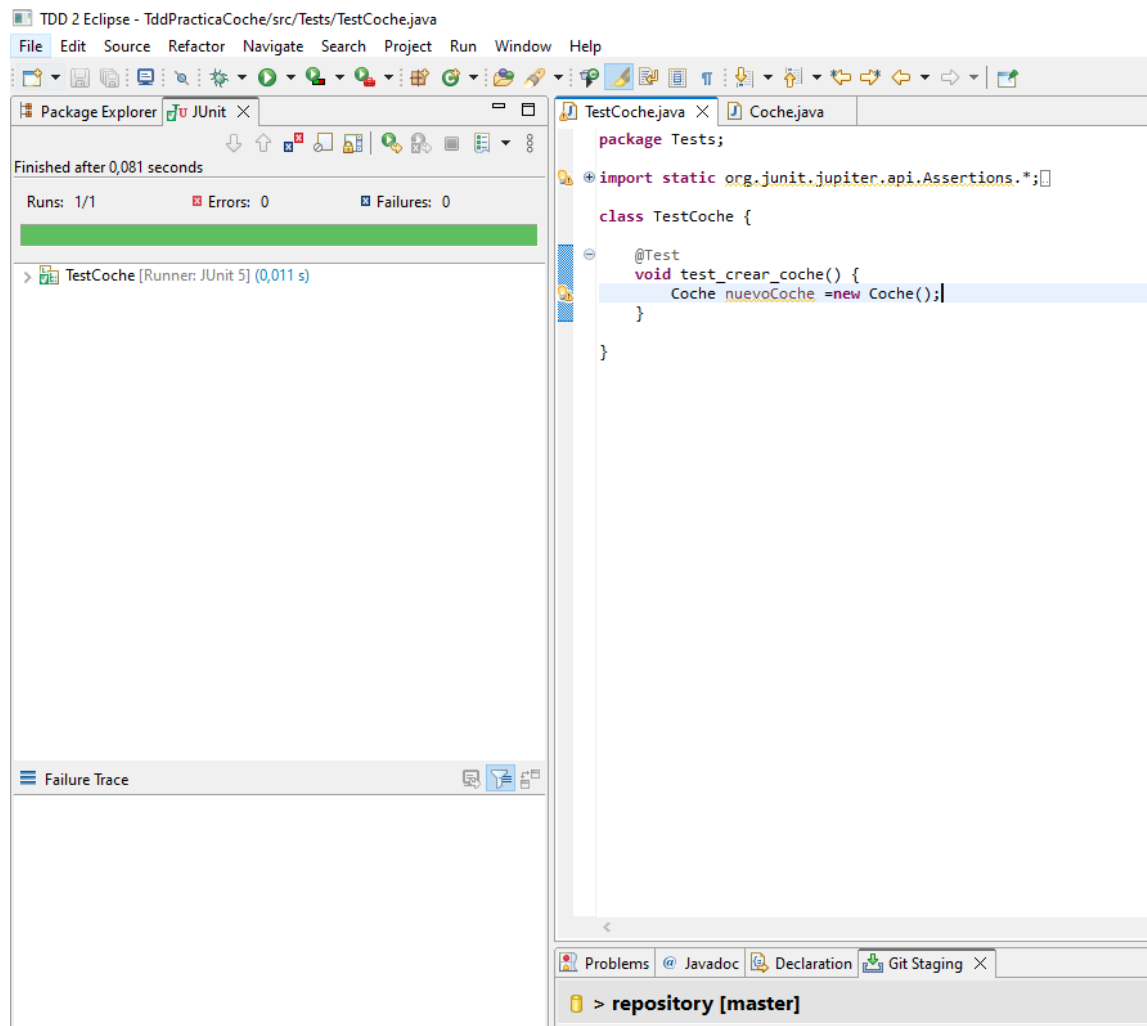 TDD 2 Eclipse - TddPracticaCoche/src/Tests/TestCoche.java
File Edit Source Refactor Navigate Search Project Run Window Help
Package Explorer JUnit
Finished after 0,081 seconds
Runs: 1/1 Errors: 0 Failures: 0
TestCoche [Runner: JUnit 5] (0,011 s)
Failure Trace
TestCoche.java Coche.java
package Tests;
import static org.junit.jupiter.api.Assertions.*;
class TestCoche {
@Test
void test_crear_coche() {
Coche nuevoCoche =new Coche();
}
}
Problems @ Javadoc Declaration Git Staging
> repository [master]